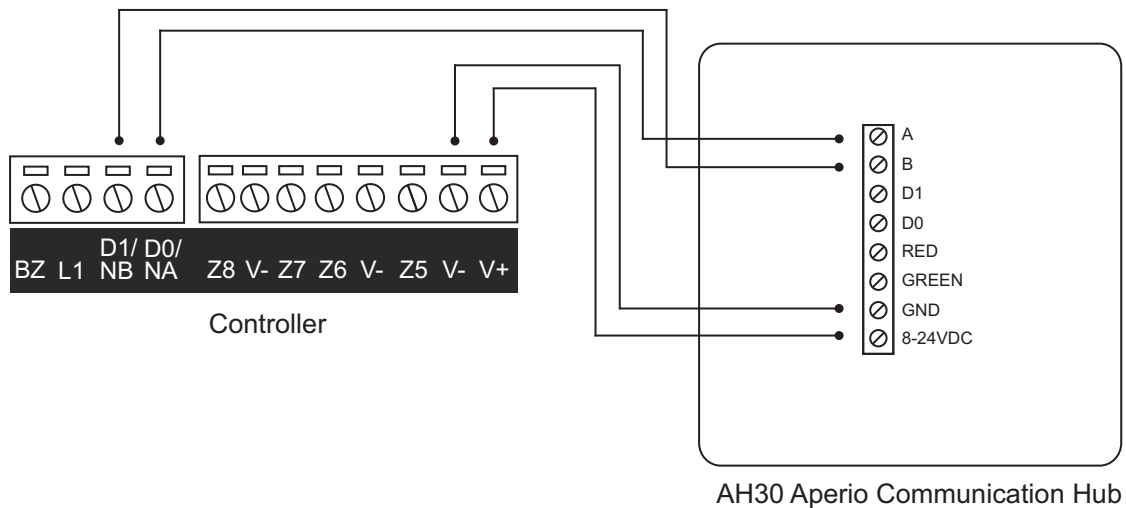 D1/ D0/
BZ L1 NB NA Z8 V- Z7 Z6 V- Z5 V- V+
Controller
A
B
D1
D0
RED
GREEN
GND
8-24VDC
AH30 Aperio Communication Hub